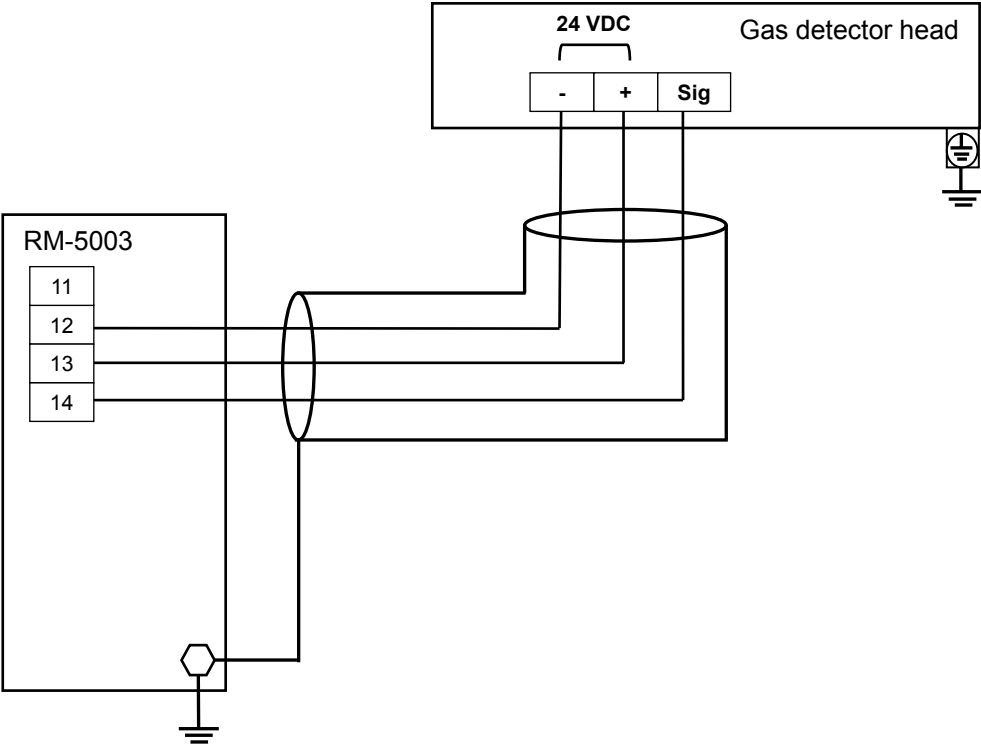 24 VDC
Gas detector head
- + Sig
RM-5003
11
12
13
14